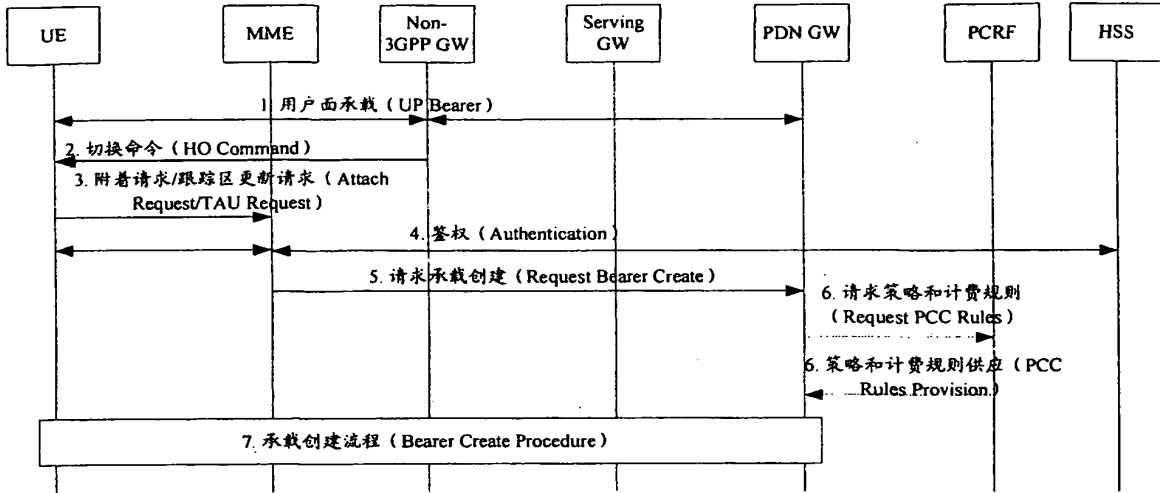 UE
MME
Non-
3GPP GW
Serving
GW
PDN GW
PCRF
HSS
1. 用户面承载（UP Bearer）
2. 切换命令（HO Command）
3. 附着请求/跟踪区更新请求（Attach
Request/TAU Request）
4. 鉴权（Authentication）
5. 请求承载创建（Request Bearer Create）
6. 请求策略和计费规则
（Request PCC Rules）
6. 策略和计费规则供应（PCC
Rules Provision）
7. 承载创建流程（Bearer Create Procedure）